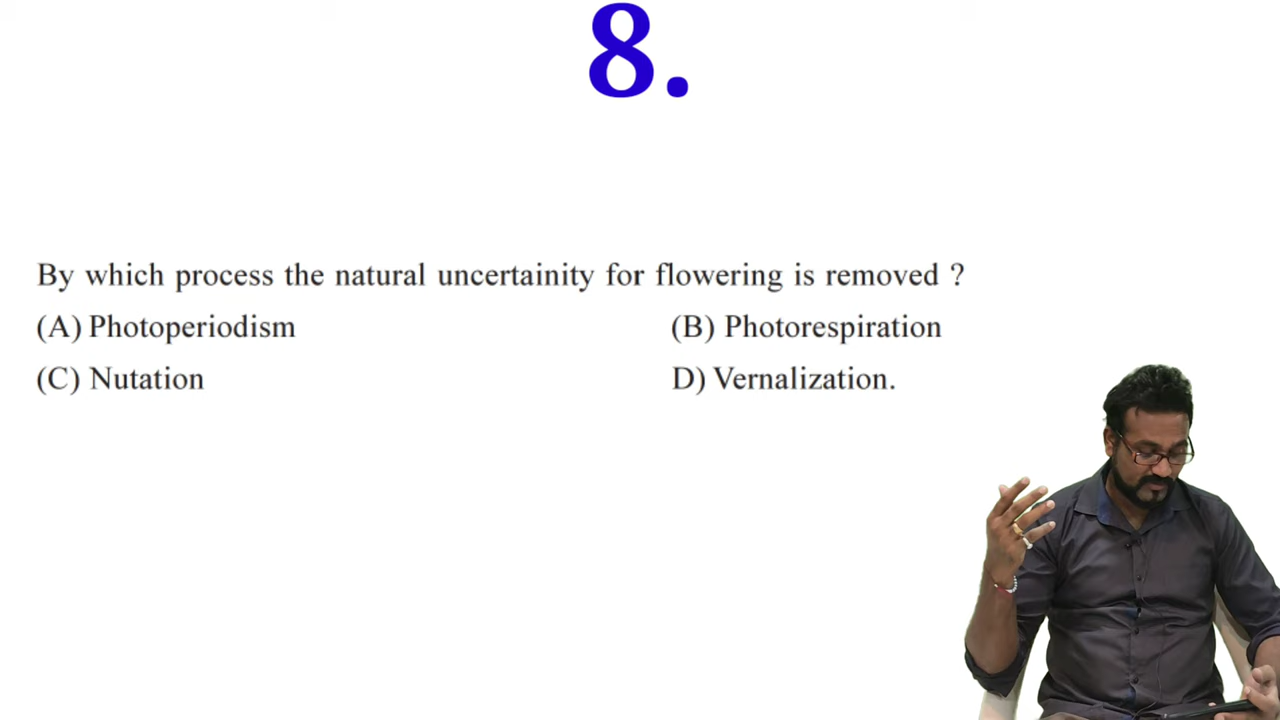 8.
By which process the natural uncertainity for flowering is removed ?
(A) Photoperiodism (B) Photorespiration
(C) Nutation D) Vernalization.